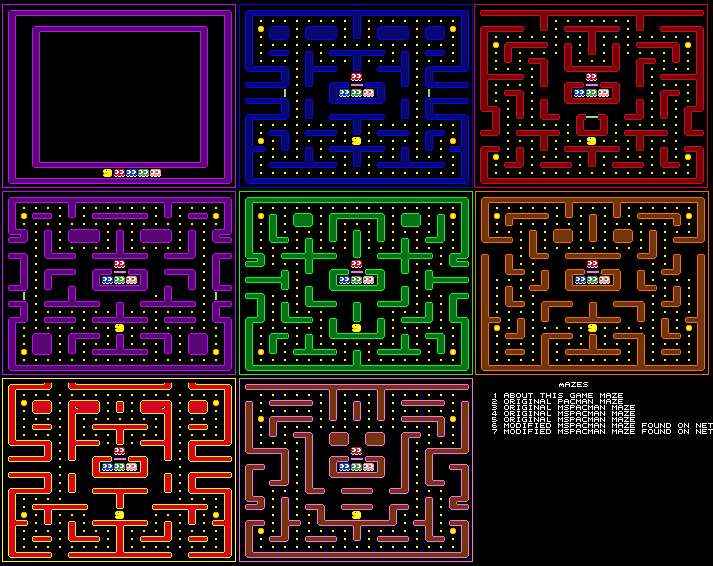 MAZES
1 ABOUT THIS GAME MAZE
2 ORIGINAL PACMAN MAZE
3 ORIGINAL MSPACMAN MAZE
4 ORIGINAL MSPACMAN MAZE
5 ORIGINAL MSPACMAN MAZE
6 MODIFIED MSPACMAN MAZE FOUND ON NET
7 MODIFIED MSPACMAN MAZE FOUND ON NET